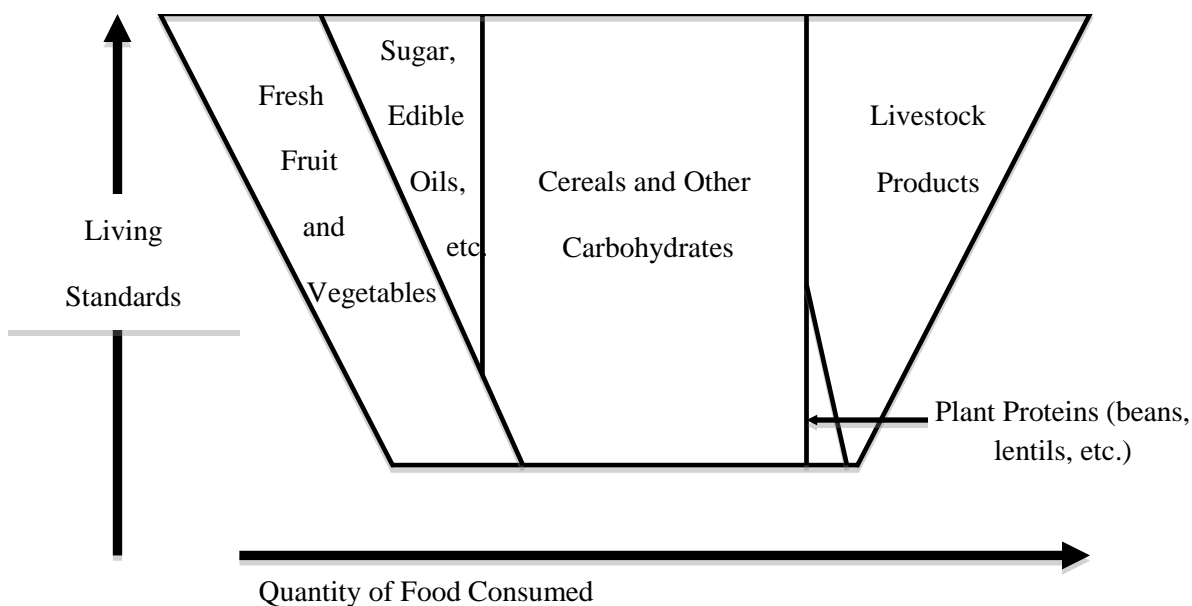 Sugar,
Edible
Oils,
etc.
Fresh
Fruit
and
Vegetables
Cereals and Other
Carbohydrates
Livestock
Products
Living
Standards
Plant Proteins (beans,
lentils, etc.)
Quantity of Food Consumed